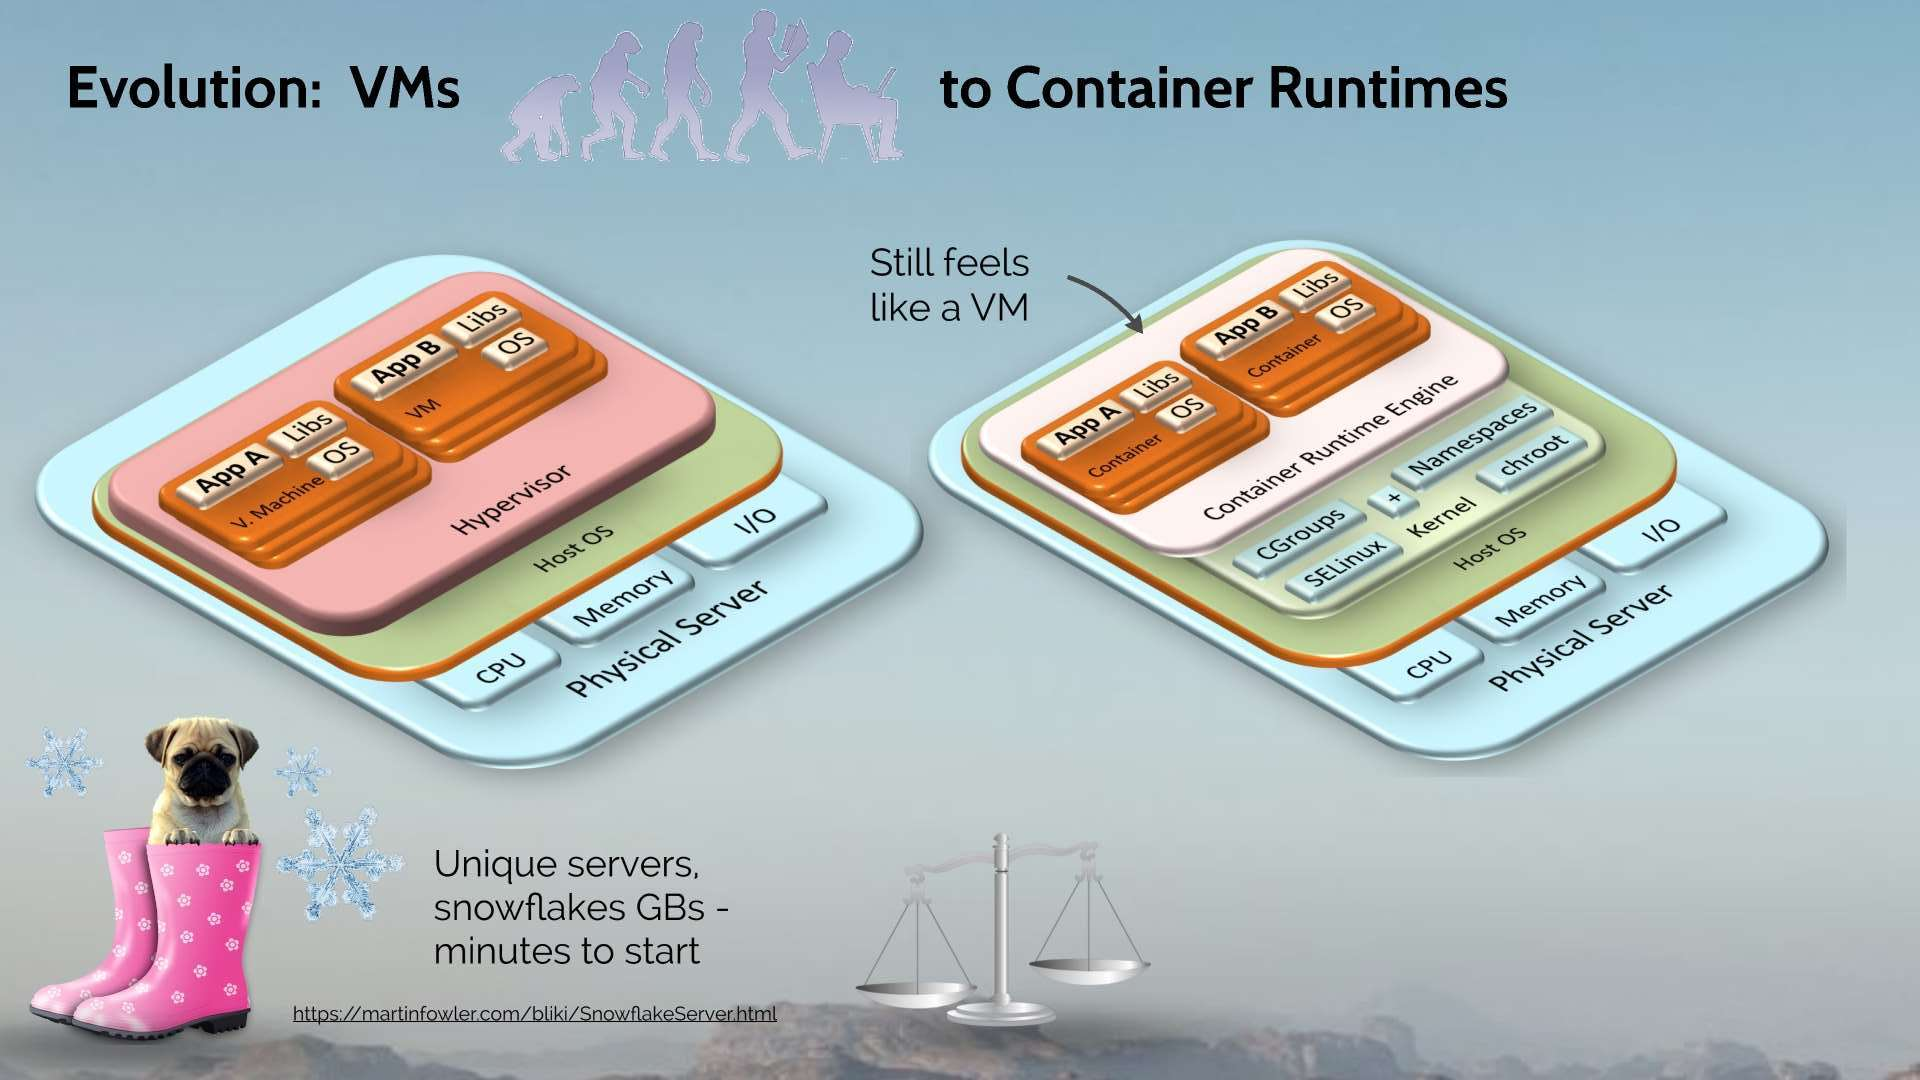 Evolution: VMs
to Container Runtimes
App B
Libs
OS
VM
App A
Libs
OS
V. Machine
Hypervisor
Host OS
I/O
Memory
CPU
Physical Server
Still feels
like a VM
App B
Libs
OS
Container
App A
Libs
OS
Container
Container Runtime Engine
Namespaces
chroot
+
CGroups
Kernel
SELinux
Host OS
I/O
Memory
CPU
Physical Server
Unique servers,
snowflakes GBs -
minutes to start
https://martinfowler.com/bliki/SnowflakeServer.html